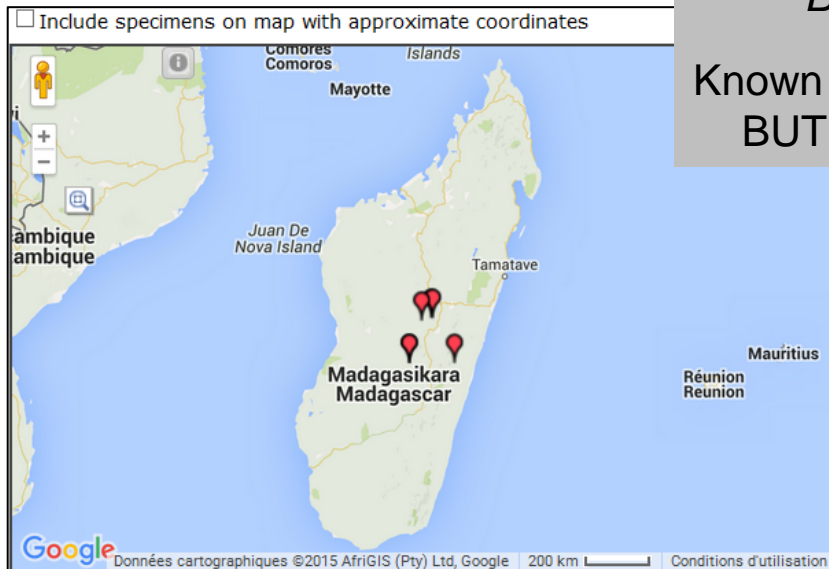 Include specimens on map with approximate coordinates
Known
BUT
Comores
Comoros
Islands
Mayotte
ambique
ambique
Juan De
Nova Island
Tamatave
Madagasikara
Madagascar
Mauritius
Réunion
Reunion
Google
Données cartographiques ©2015 AfriGIS (Pty) Ltd, Google
200 km
Conditions d'utilisation